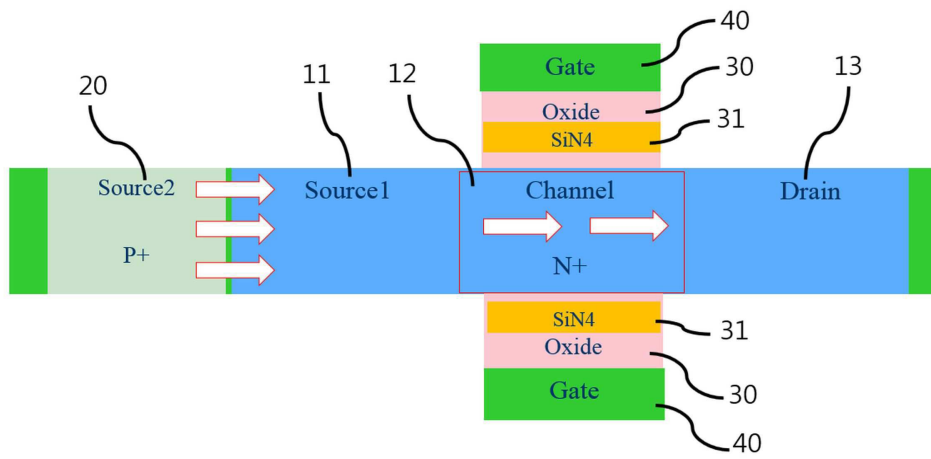 40
Gate
30
11
12
13
20
Oxide
31
SiN4
Source2
Source1
Channel
Drain
P+
N+
SiN4
31
Oxide
30
Gate
40